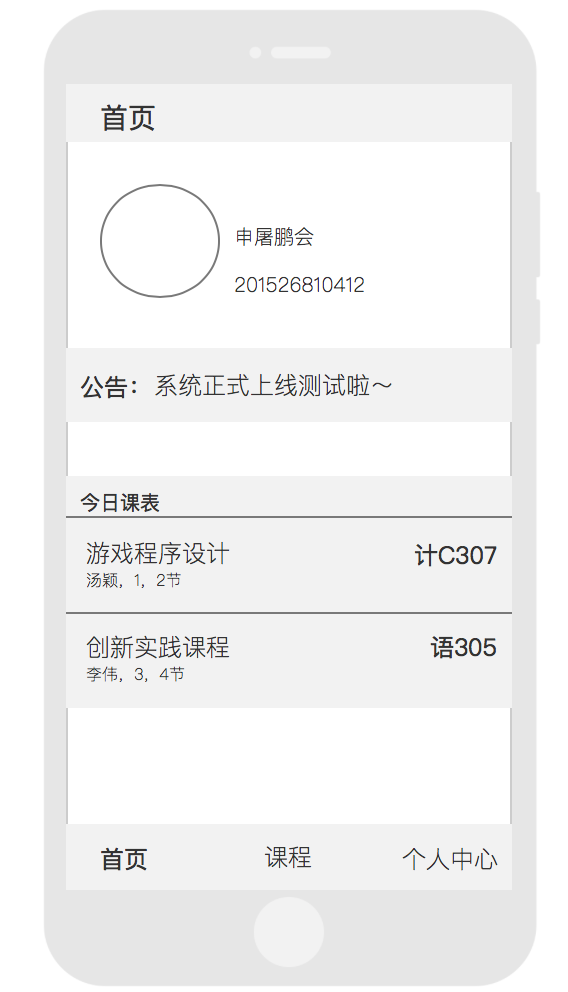 首页
申屠鹏会
201526810412
公告：系统正式上线测试啦～
今日课表
游戏程序设计 计C307
汤颖，1，2节
创新实践课程 语305
李伟，3，4节
首页 课程 个人中心